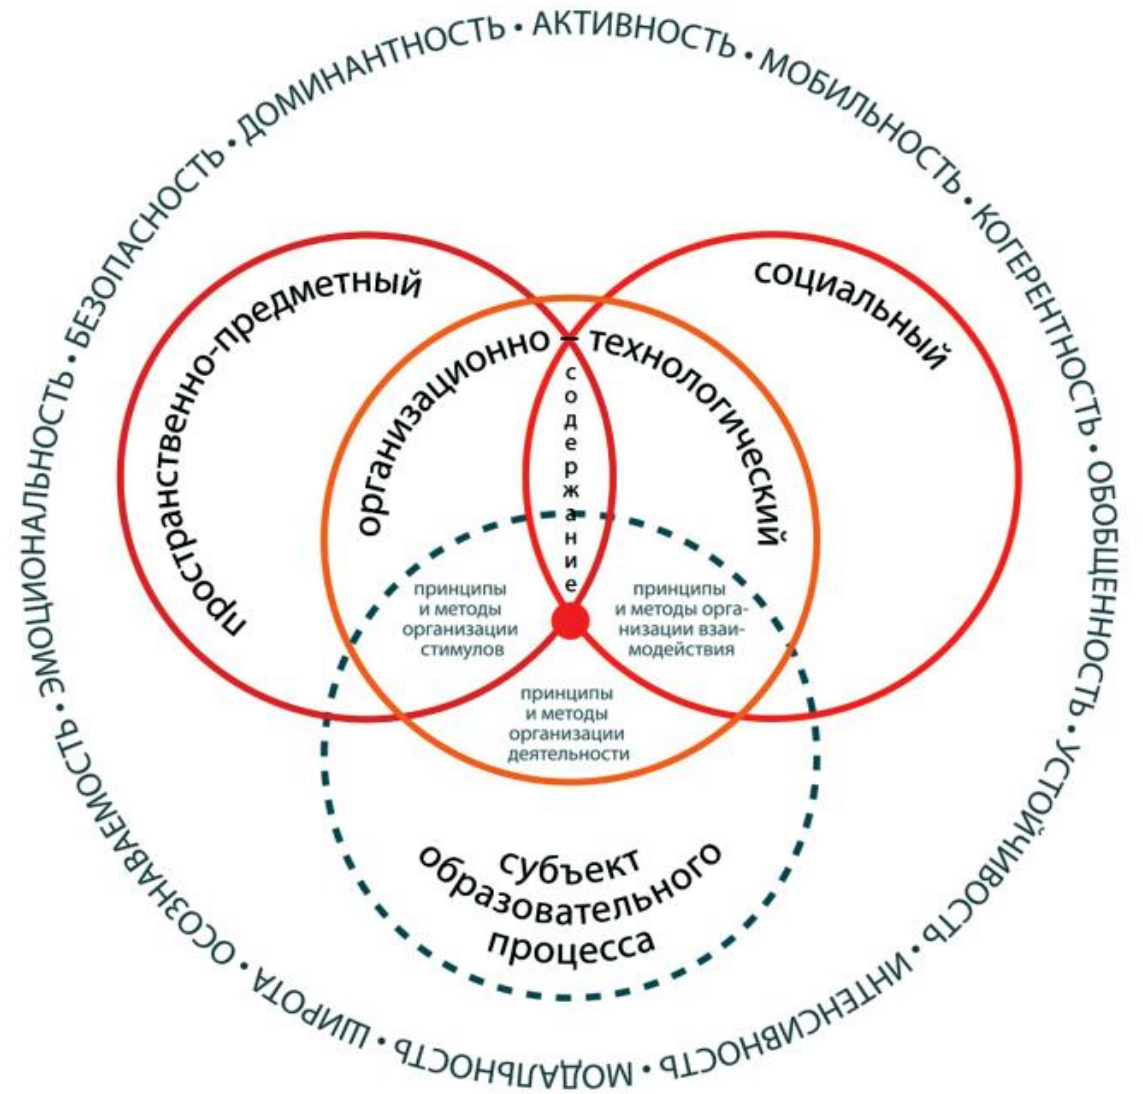 БЕЗОПАСНОСТЬ • ДОМИНАНТНОСТЬ • АКТИВНОСТЬ • МОБИЛЬНОСТЬ • КОГЕРЕНТНОСТЬ • ОБОБЩЕННОСТЬ • УСТОЙЧИВОСТЬ • ИНТЕНСИВНОСТЬ • МОДАЛЬНОСТЬ • ШИРОТА • ОСОЗНАВАЕМОСТЬ • ЭМОЦИОНАЛЬНОСТЬ •
пространственно-предметный
социальный
организационно – технологический
содержание
принципы
и методы
организации
стимулов
принципы
и методы орга-
низации взаи-
модействия
принципы
и методы
организации
деятельности
субъект
образовательного
процесса